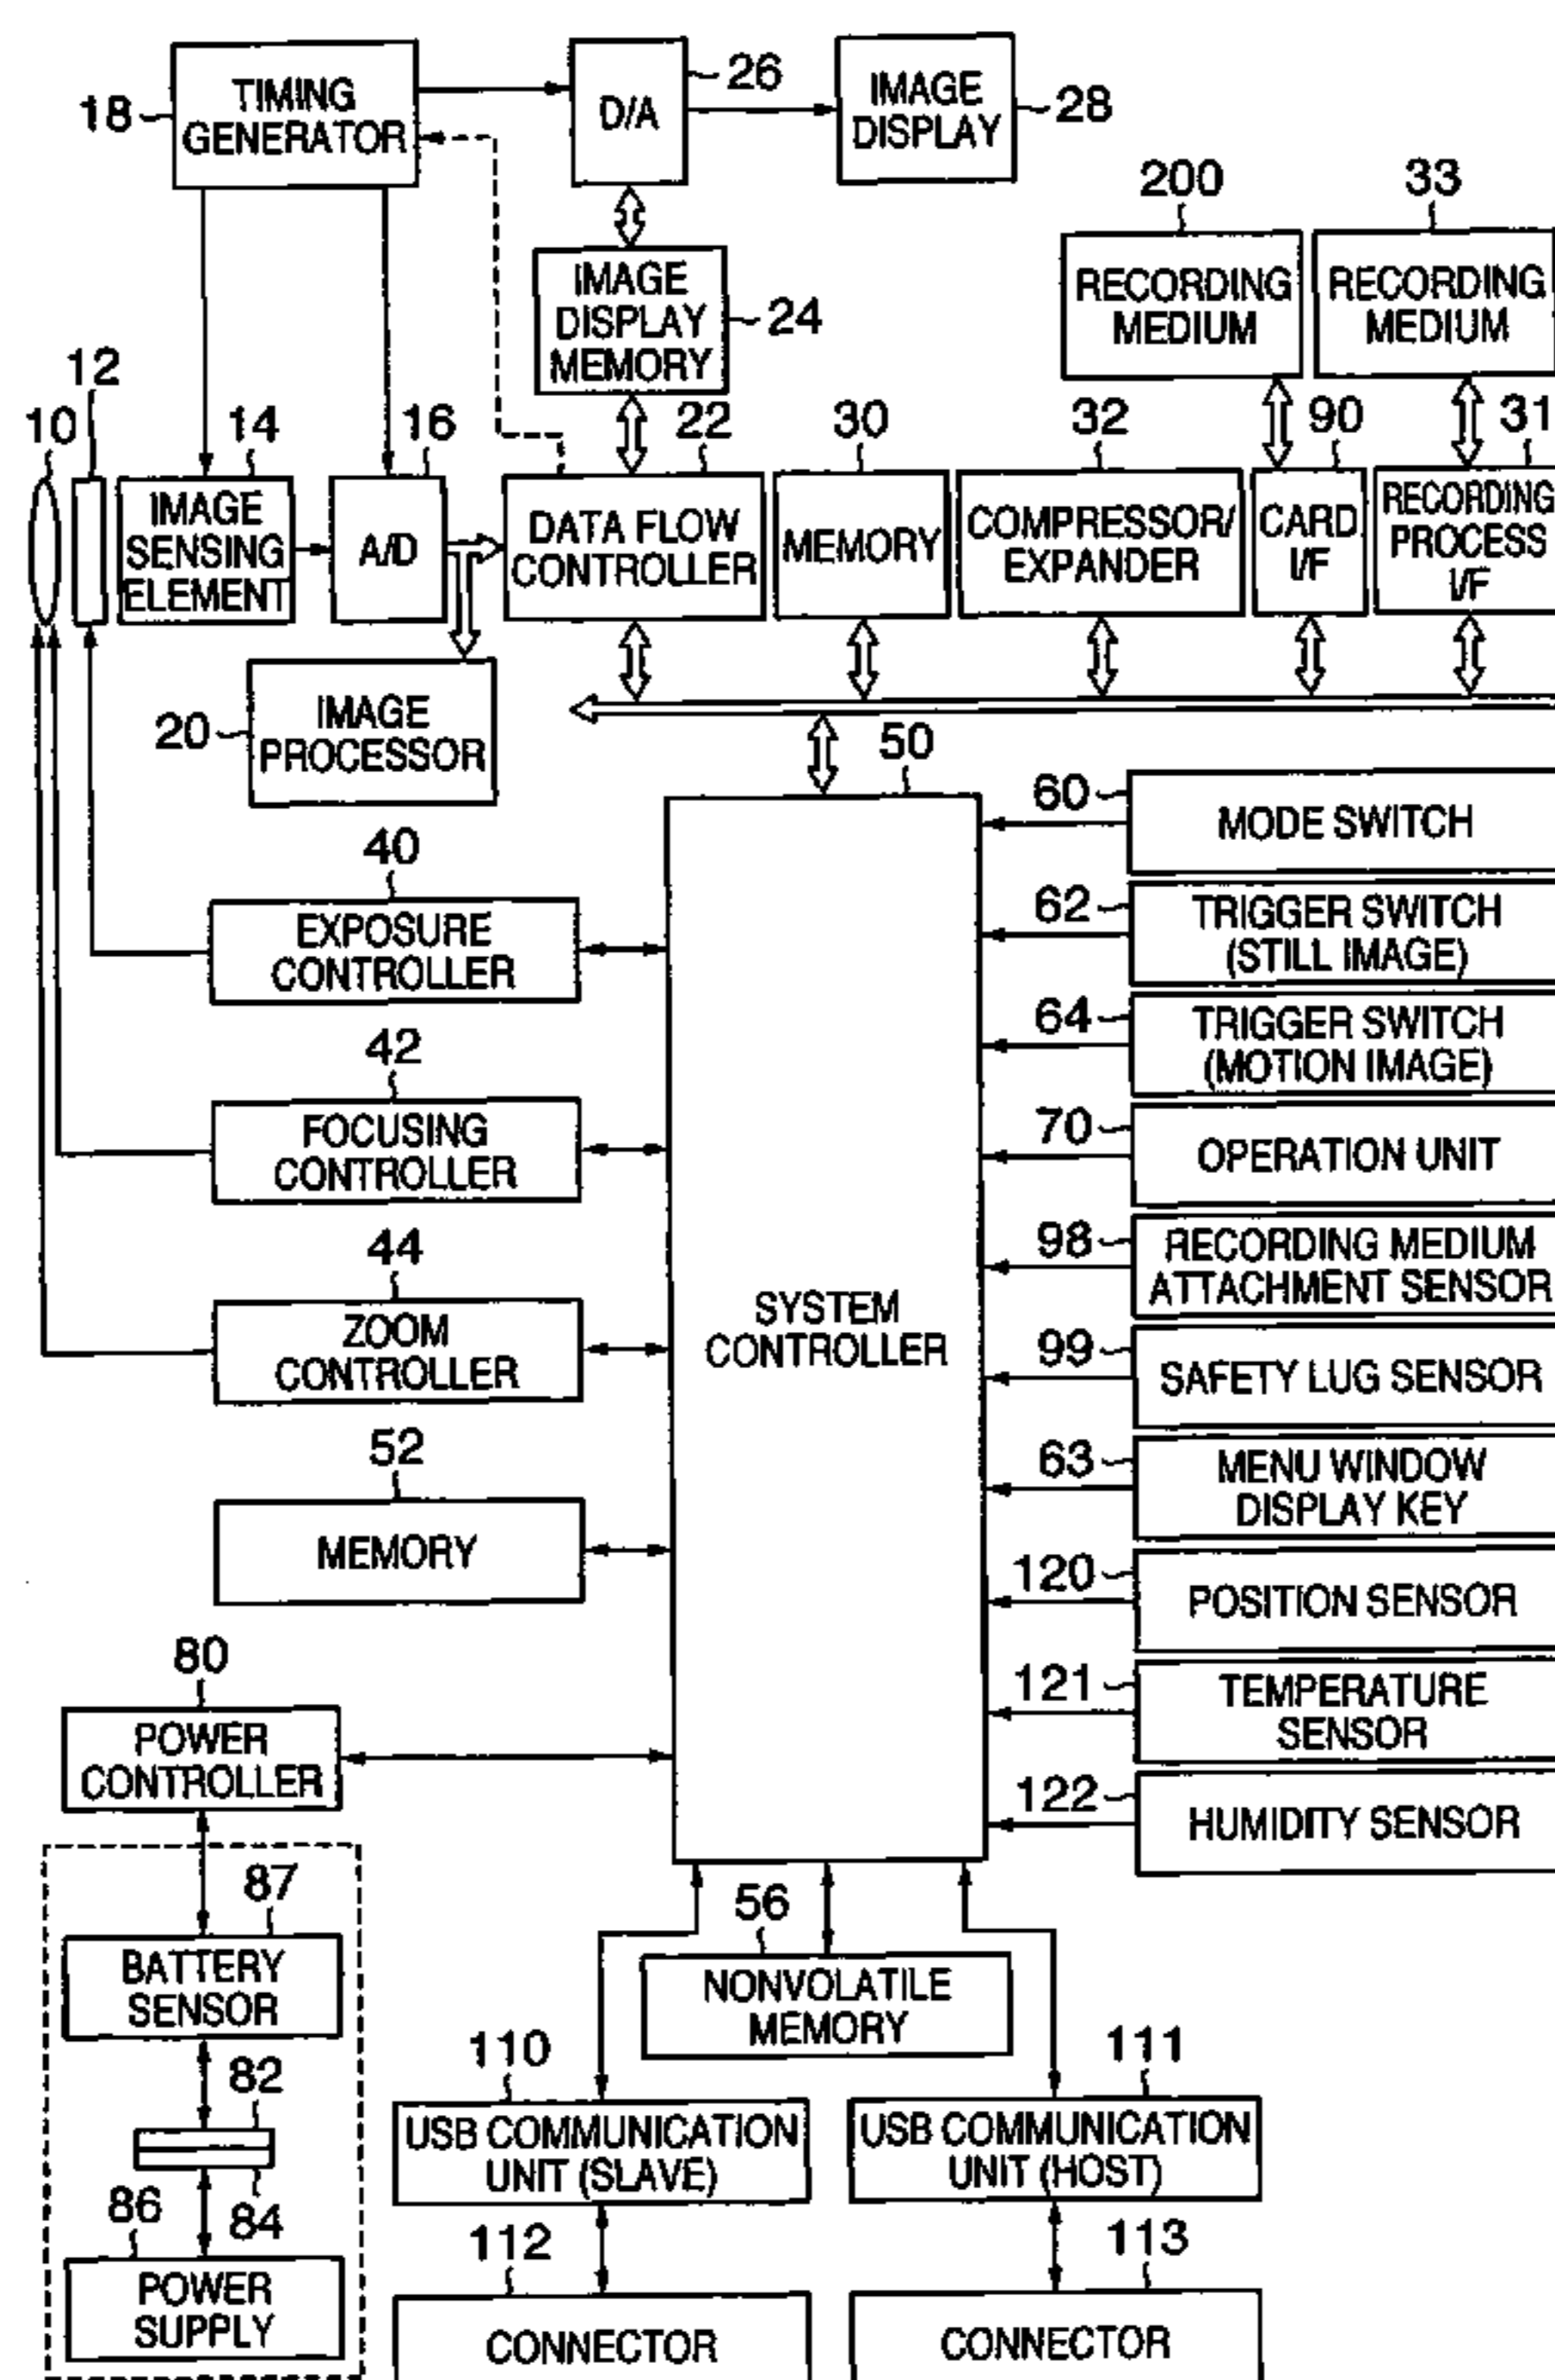 18
TIMING
GENERATOR
D/A
26
IMAGE
DISPLAY
28
200
33
IMAGE
DISPLAY
MEMORY
24
RECORDING
MEDIUM
RECORDING
MEDIUM
10
12
14
16
22
30
32
90
31
IMAGE
SENSING
ELEMENT
A/D
DATA FLOW
CONTROLLER
MEMORY
COMPRESSOR/
EXPANDER
CARD
I/F
RECORDING
PROCESS
I/F
20
IMAGE
PROCESSOR
50
SYSTEM
CONTROLLER
40
EXPOSURE
CONTROLLER
42
FOCUSING
CONTROLLER
44
ZOOM
CONTROLLER
52
MEMORY
60
MODE SWITCH
62
TRIGGER SWITCH
(STILL IMAGE)
64
TRIGGER SWITCH
(MOTION IMAGE)
70
OPERATION UNIT
98
RECORDING MEDIUM
ATTACHMENT SENSOR
99
SAFETY LUG SENSOR
63
MENU WINDOW
DISPLAY KEY
120
POSITION SENSOR
121
TEMPERATURE
SENSOR
122
HUMIDITY SENSOR
80
POWER
CONTROLLER
87
BATTERY
SENSOR
82
84
86
POWER
SUPPLY
56
NONVOLATILE
MEMORY
110
USB COMMUNICATION
UNIT (SLAVE)
111
USB COMMUNICATION
UNIT (HOST)
112
CONNECTOR
113
CONNECTOR